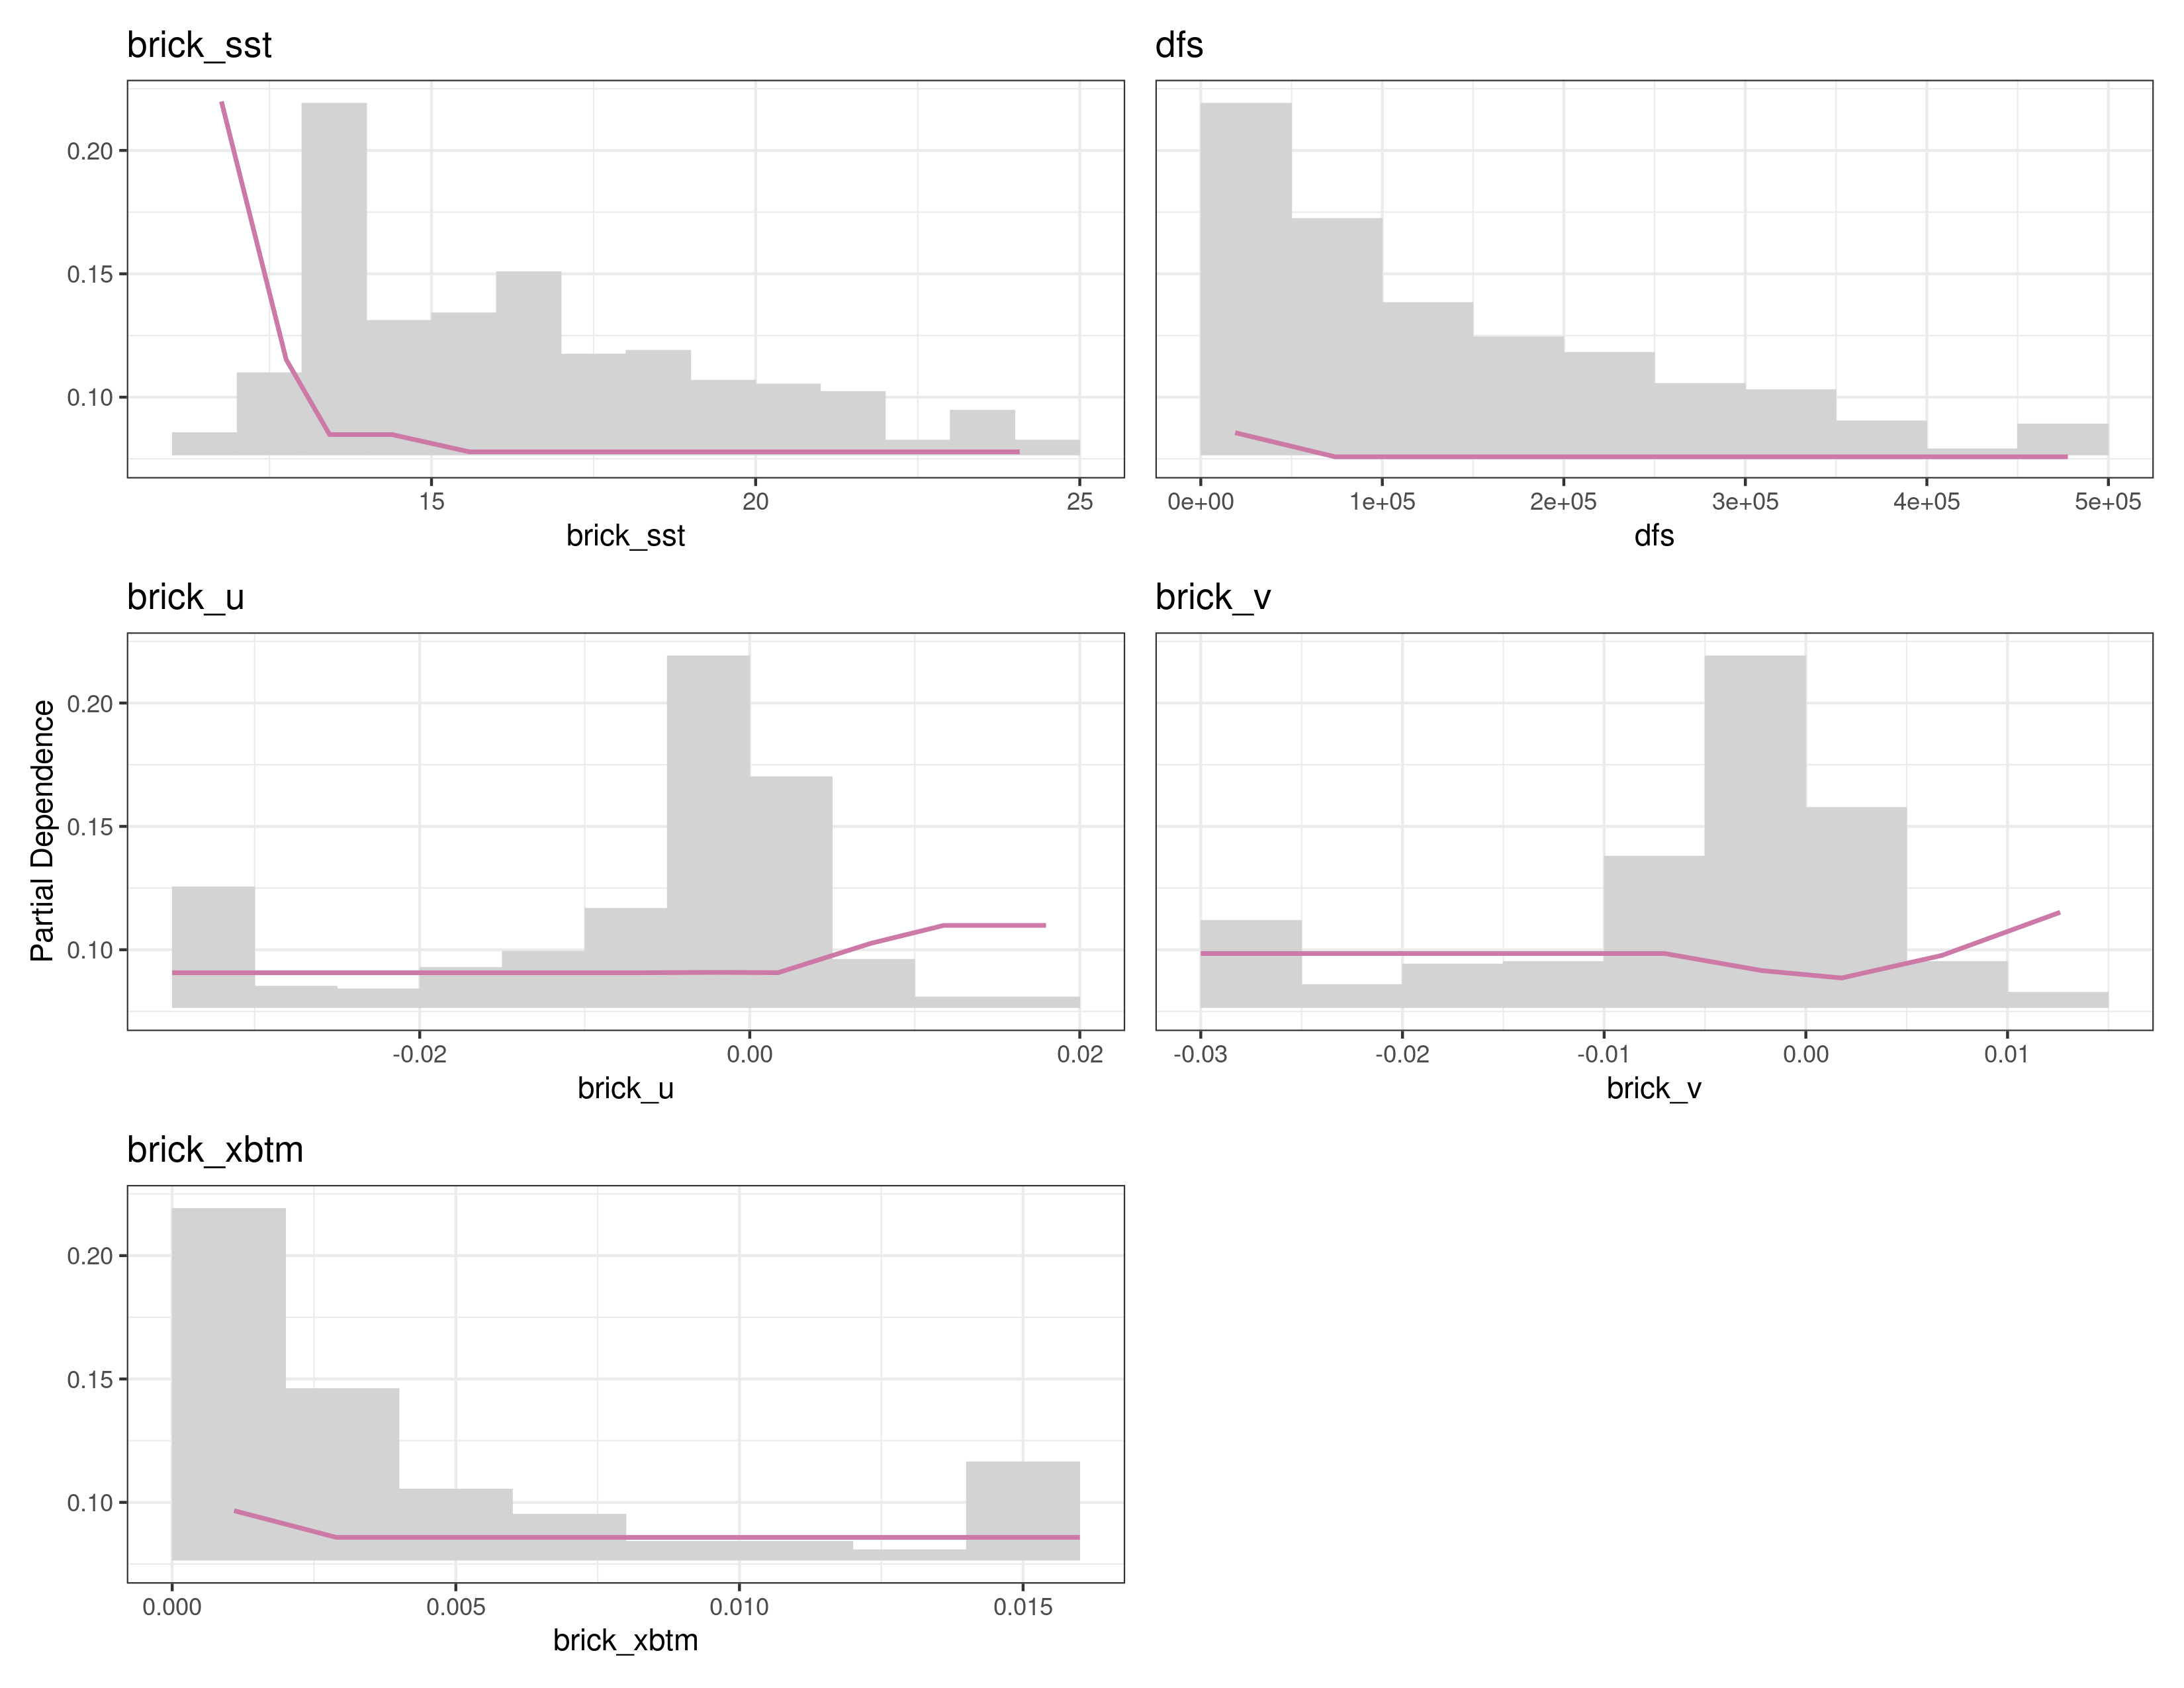 brick_sst
dfs
0.20
0.15
0.10
15 20 25
0e+00 1e+05 2e+05 3e+05 4e+05 5e+05
brick_sst
dfs
brick_u
brick_v
Partial Dependence
0.20
0.15
0.10
-0.02 0.00 0.02
-0.03 -0.02 -0.01 0.00 0.01
brick_u
brick_v
brick_xbtm
0.20
0.15
0.10
0.000 0.005 0.010 0.015
brick_xbtm